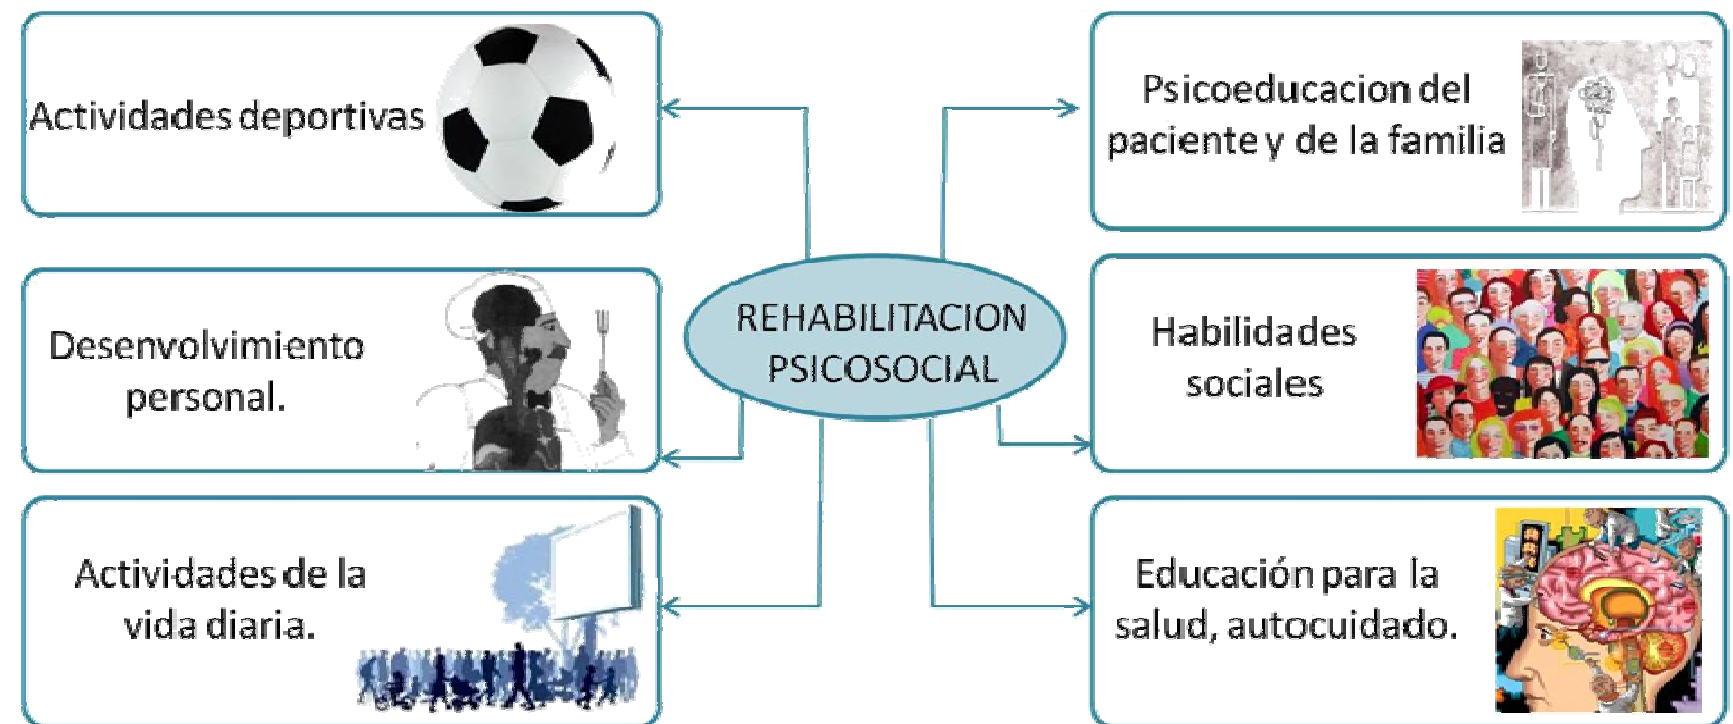 Actividades deportivas
Psicoeducacion del
paciente y de la familia
REHABILITACION
PSICOSOCIAL
Desenvolvimiento
personal.
Habilidades
sociales
Actividades de la
vida diaria.
Educación para la
salud, autocuidado.